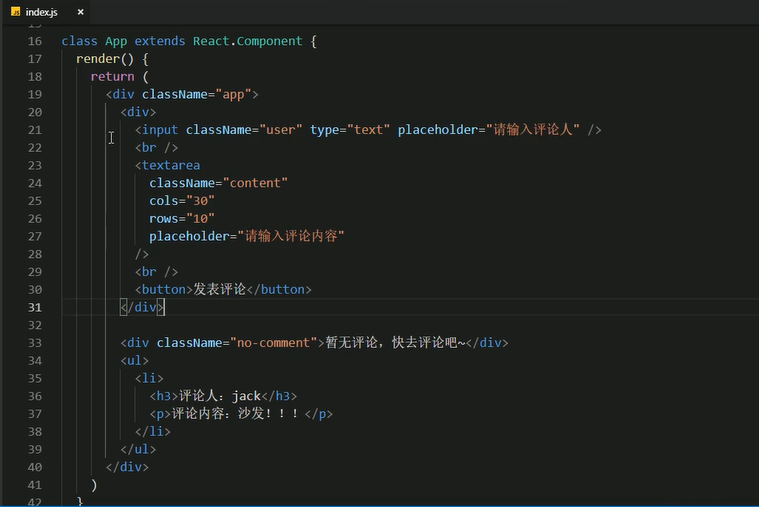 index.js ×
15
16 class App extends React.Component {
17 render() {
18 return (
19 <div className="app">
20 <div>
21 <input className="user" type="text" placeholder="请输入评论人" />
22 <br />
23 <textarea
24 className="content"
25 cols="30"
26 rows="10"
27 placeholder="请输入评论内容"
28 />
29 <br />
30 <button>发表评论</button>
31 </div>
32
33 <div className="no-comment">暂无评论，快去评论吧~</div>
34 <ul>
35 <li>
36 <h3>评论人：jack</h3>
37 <p>评论内容：沙发！！！</p>
38 </li>
39 </ul>
40 </div>
41 )
42 }